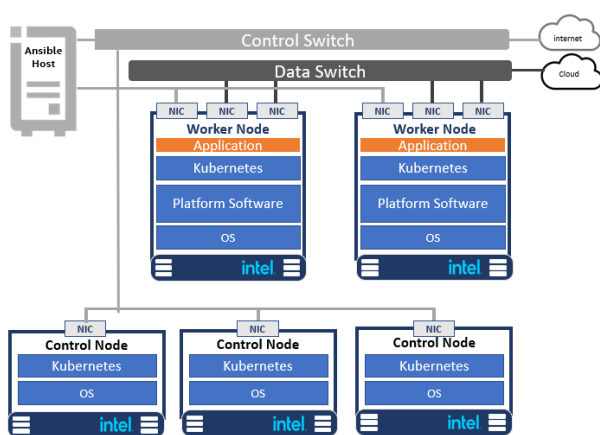 Ansible
Host
Control Switch
internet
Data Switch
Cloud
NIC
NIC
NIC
NIC
NIC
NIC
Worker Node
Application
Kubernetes
Platform Software
OS
intel.
Worker Node
Application
Kubernetes
Platform Software
OS
intel.
NIC
Control Node
Kubernetes
OS
intel.
NIC
Control Node
Kubernetes
OS
intel.
NIC
Control Node
Kubernetes
OS
intel.